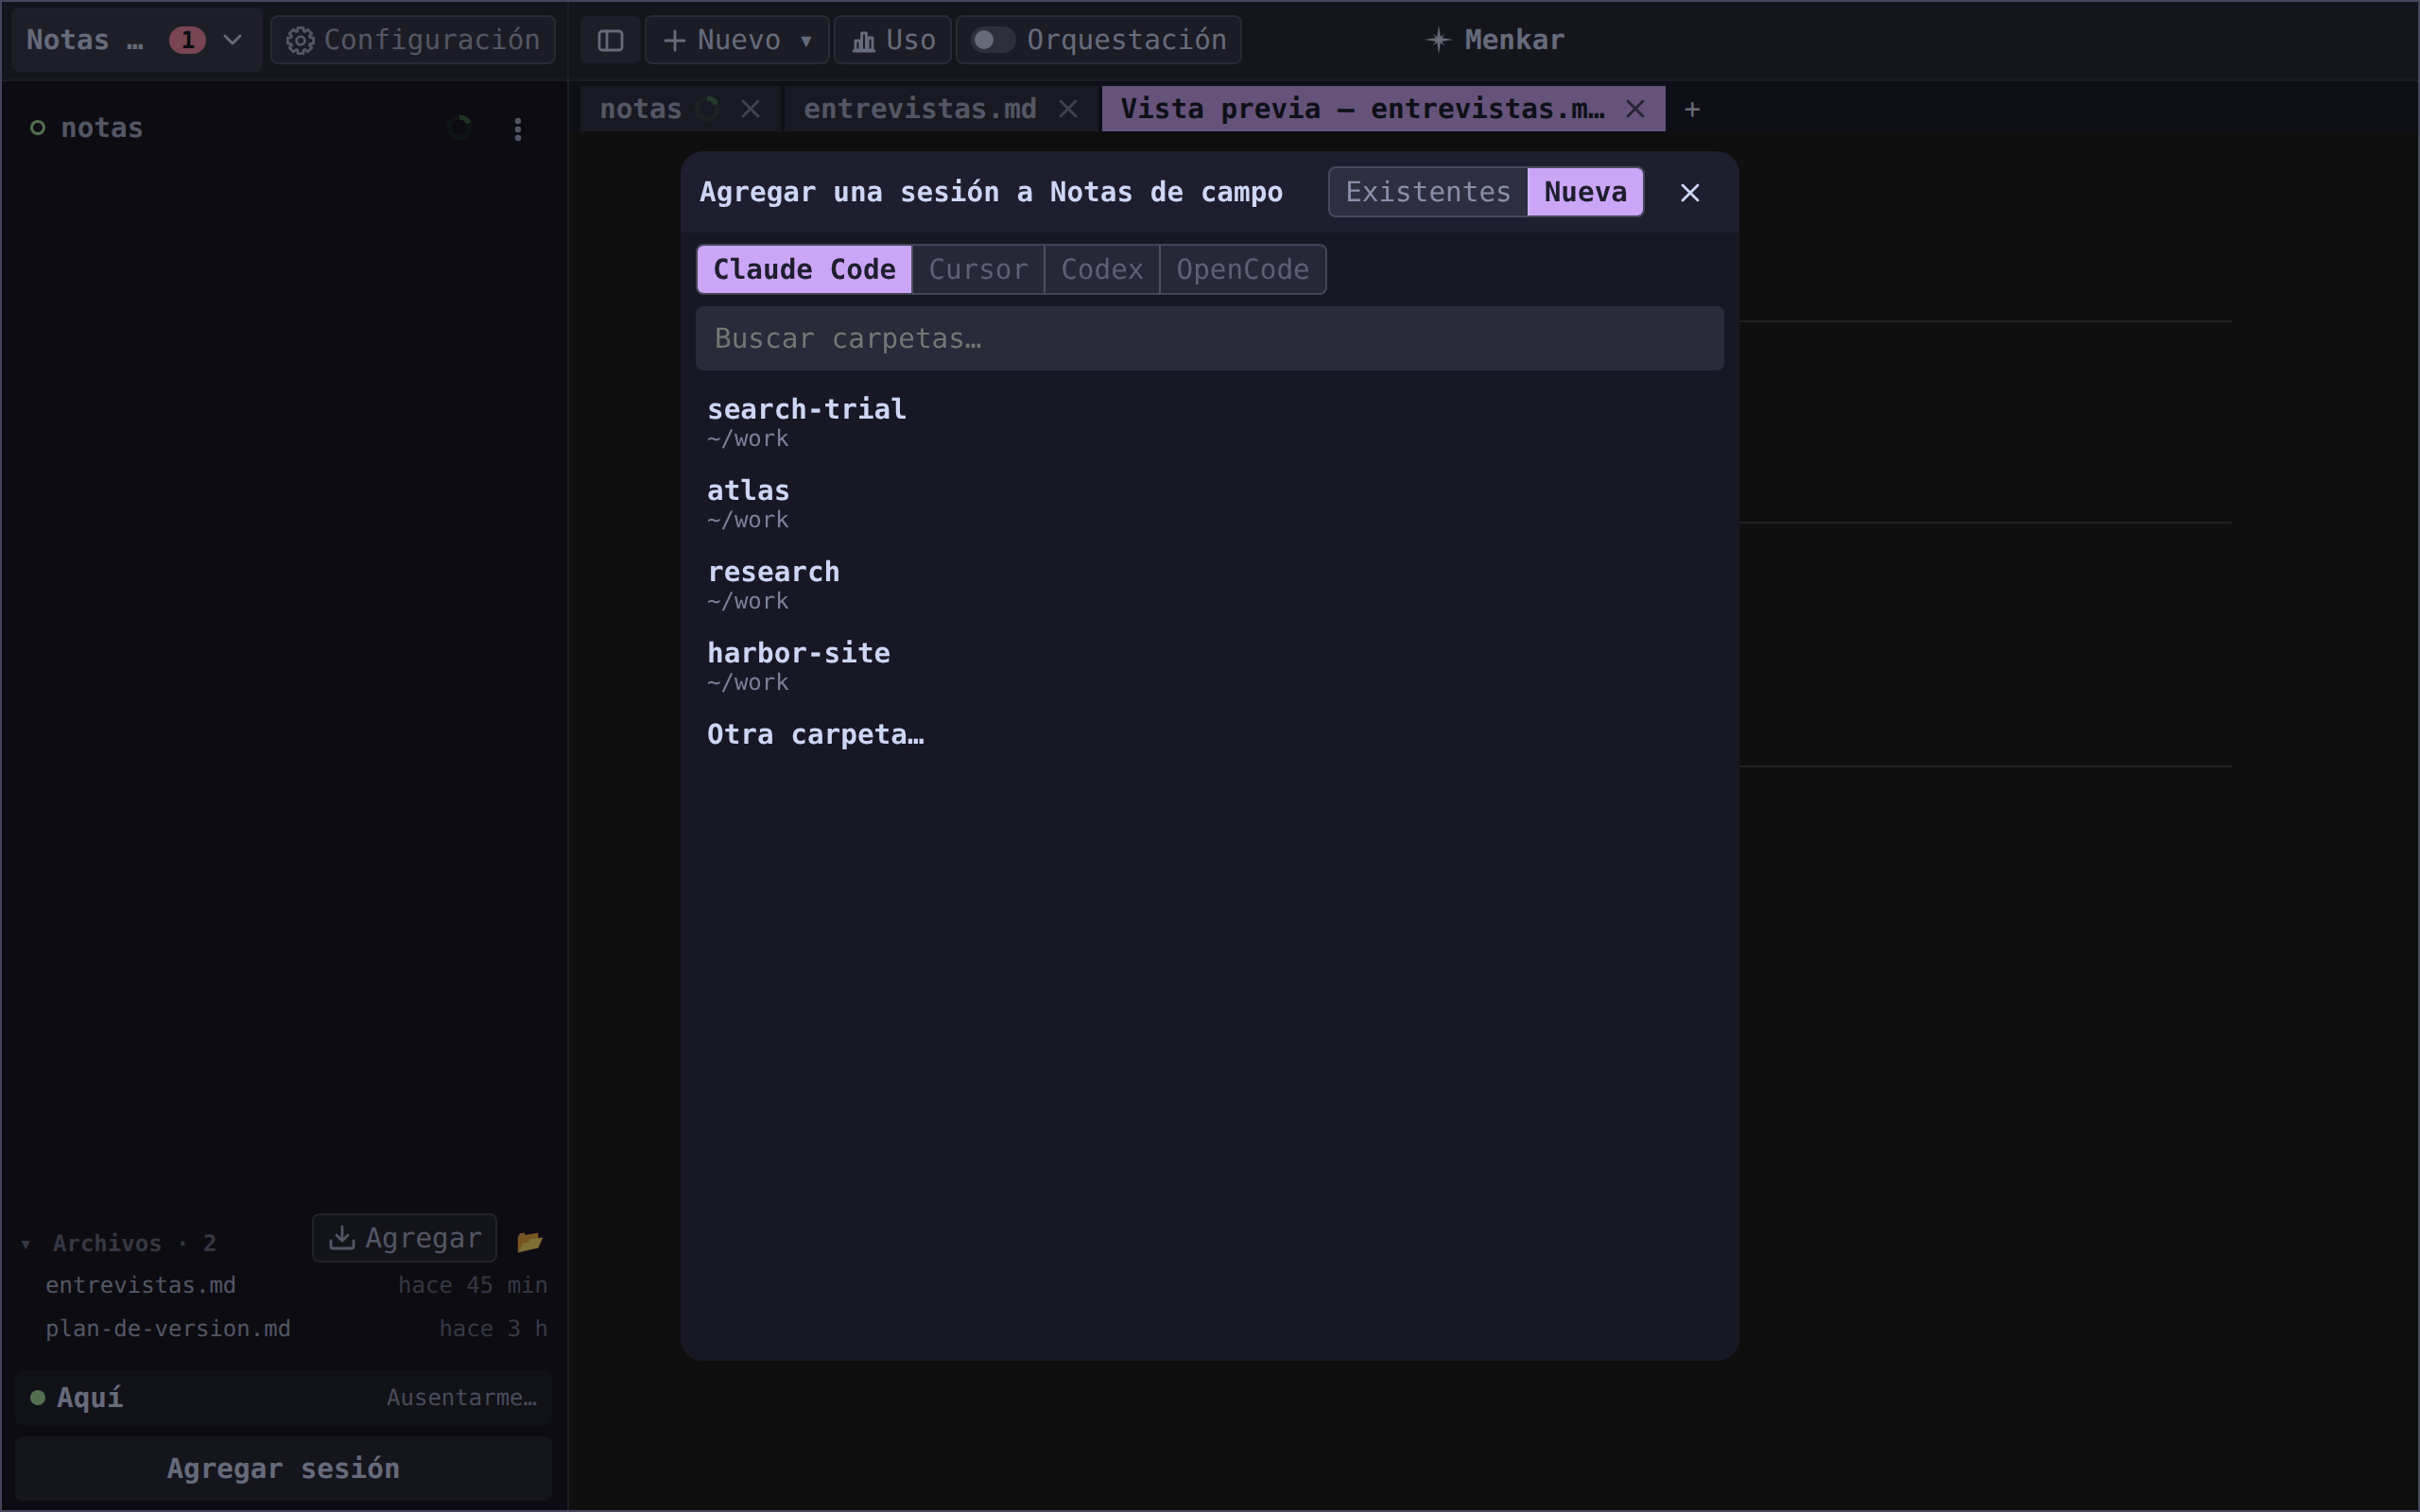 Notas … 1
Configuración
Nuevo ▾
Uso
Orquestación
Menkar
notas
notas
entrevistas.md
Vista previa — entrevistas.m…
+
Agregar una sesión a Notas de campo
Existentes
Nueva
Claude Code
Cursor
Codex
OpenCode
Buscar carpetas…
search-trial
~/work
atlas
~/work
research
~/work
harbor-site
~/work
Otra carpeta…
Archivos · 2
Agregar
entrevistas.md hace 45 min
plan-de-version.md hace 3 h
Aquí Ausentarme…
Agregar sesión